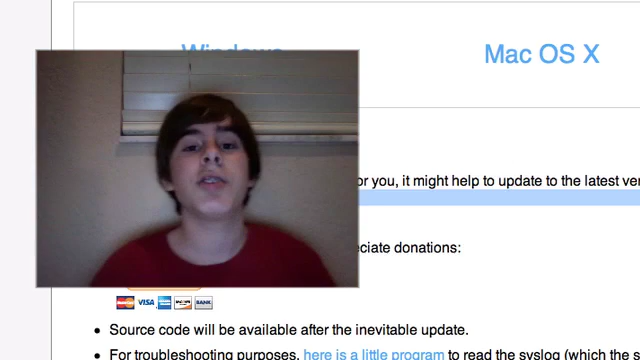 Windows
Mac OS X
or you, it might help to update to the latest ver
eciate donations:
VISA
BANK
Source code will be available after the inevitable update.
For troubleshooting purposes, here is a little program to read the syslog (which the s